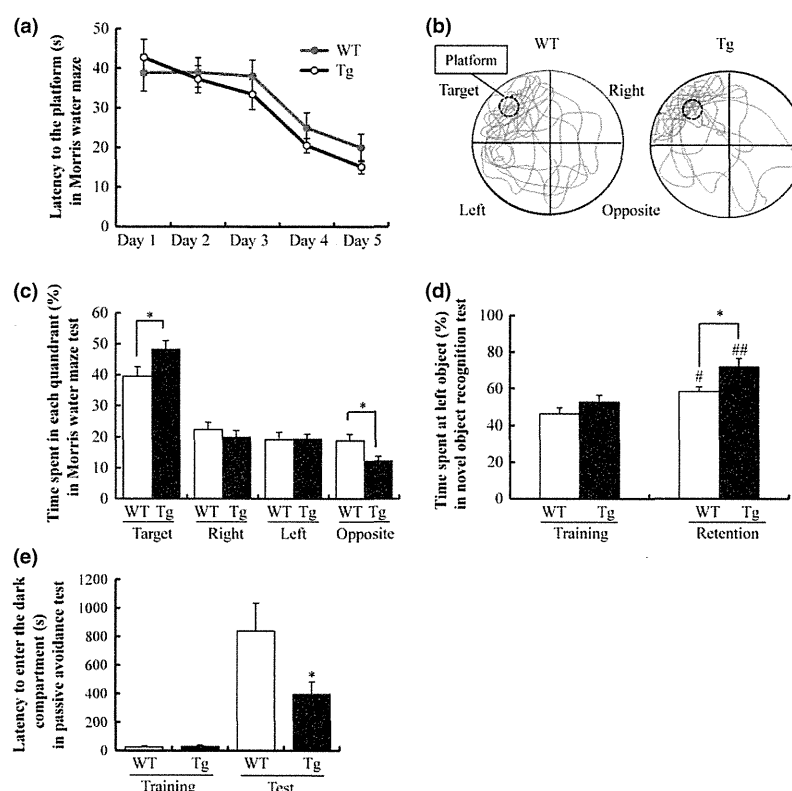 (a)
Latency to the platform (s)
in Morris water maze
50
40
30
20
10
0
WT
Tg
Day 1 Day 2 Day 3 Day 4 Day 5
(b)
WT
Tg
Platform
Target
Right
Left
Opposite
(c)
Time spent in each quadrant (%)
in Morris water maze test
60
50
40
30
20
10
0
*
*
WT Tg WT Tg WT Tg WT Tg
Target Right Left Opposite
(d)
Time spent at left object (%)
in novel object recognition test
100
80
60
40
20
0
*
# ##
WT Tg WT Tg
Training Retention
(e)
Latency to enter the dark
compartment (s)
in passive avoidance test
1200
1000
800
600
400
200
0
*
WT Tg WT Tg
Training Test